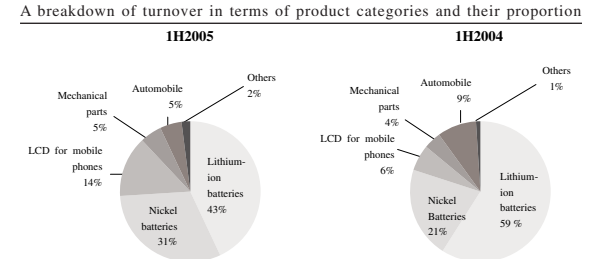 A breakdown of turnover in terms of product categories and their proportion
1H2005
Others
2%
Automobile
5%
Mechanical
parts
5%
LCD for mobile
phones
14%
Lithium-
ion
batteries
43%
Nickel
batteries
31%
1H2004
Others
1%
Automobile
9%
Mechanical
parts
4%
LCD for mobile
phones
6%
Lithium-
ion
batteries
59 %
Nickel
Batteries
21%